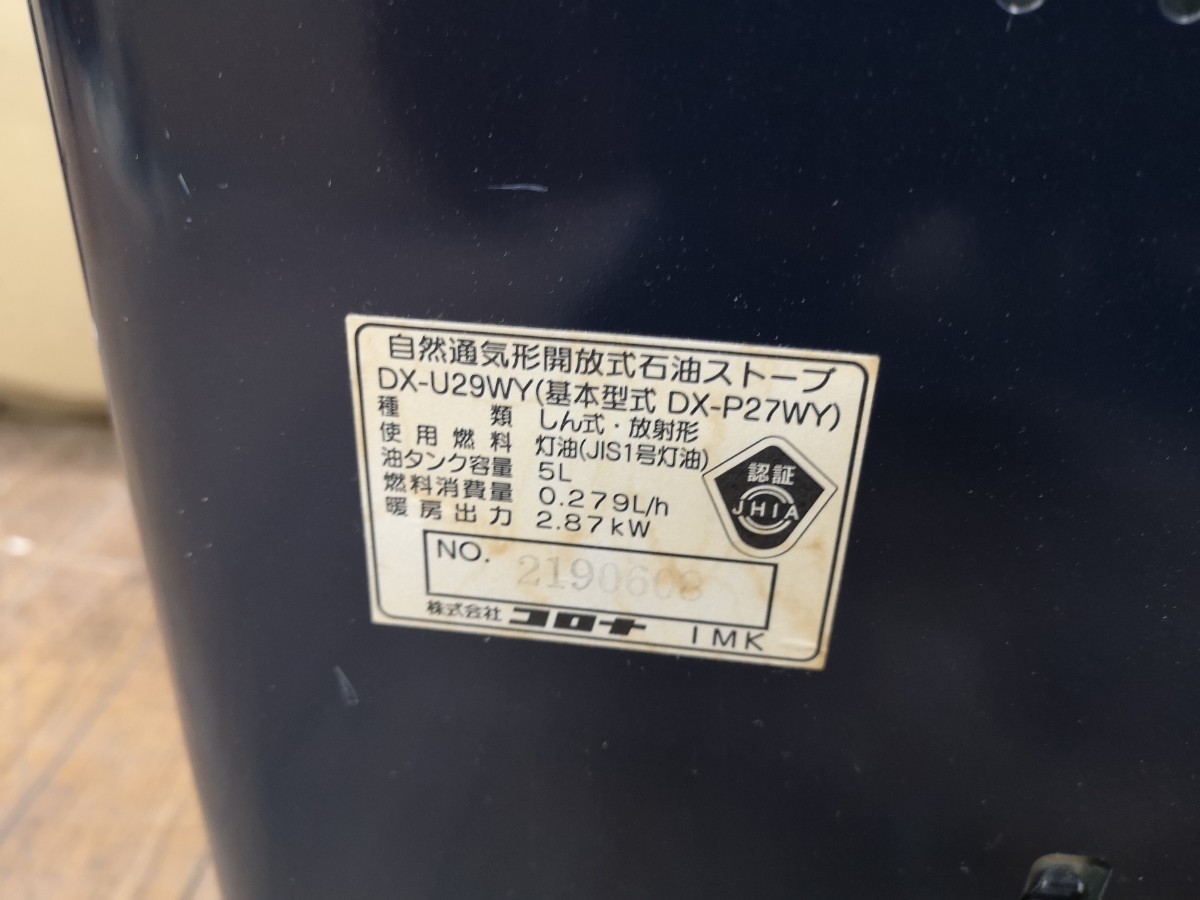 自然通気形開放式石油ストーブ
DX-U29WY(基本型式 DX-P27WY)
種類 しん式・放射形
使用燃料 灯油(JIS1号灯油)
油タンク容量 5L
燃料消費量 0.279L/h
暖房出力 2.87kW
認証
JHIA
NO. 2190608
株式会社 コロナ IMK